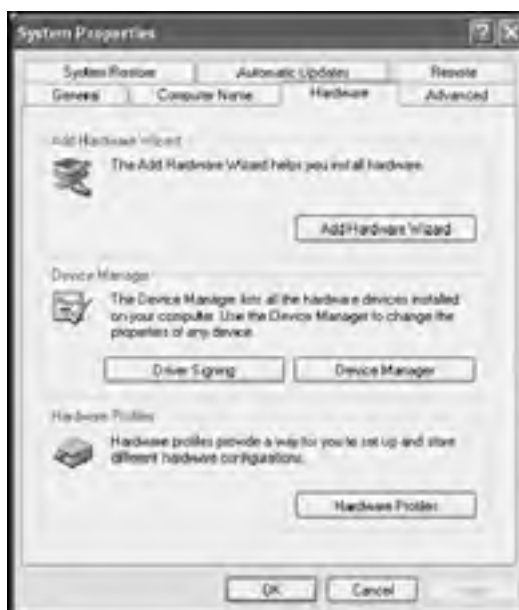 System Properties
System Restore Automatic Updates Remote
General Computer Name Hardware Advanced
Add Hardware Wizard
The Add Hardware Wizard helps you install hardware.
Add Hardware Wizard
Device Manager
The Device Manager lists all the hardware devices installed
on your computer. Use the Device Manager to change the
properties of any device.
Driver Signing Device Manager
Hardware Profiles
Hardware profiles provide a way for you to set up and store
different hardware configurations.
Hardware Profiles
OK Cancel